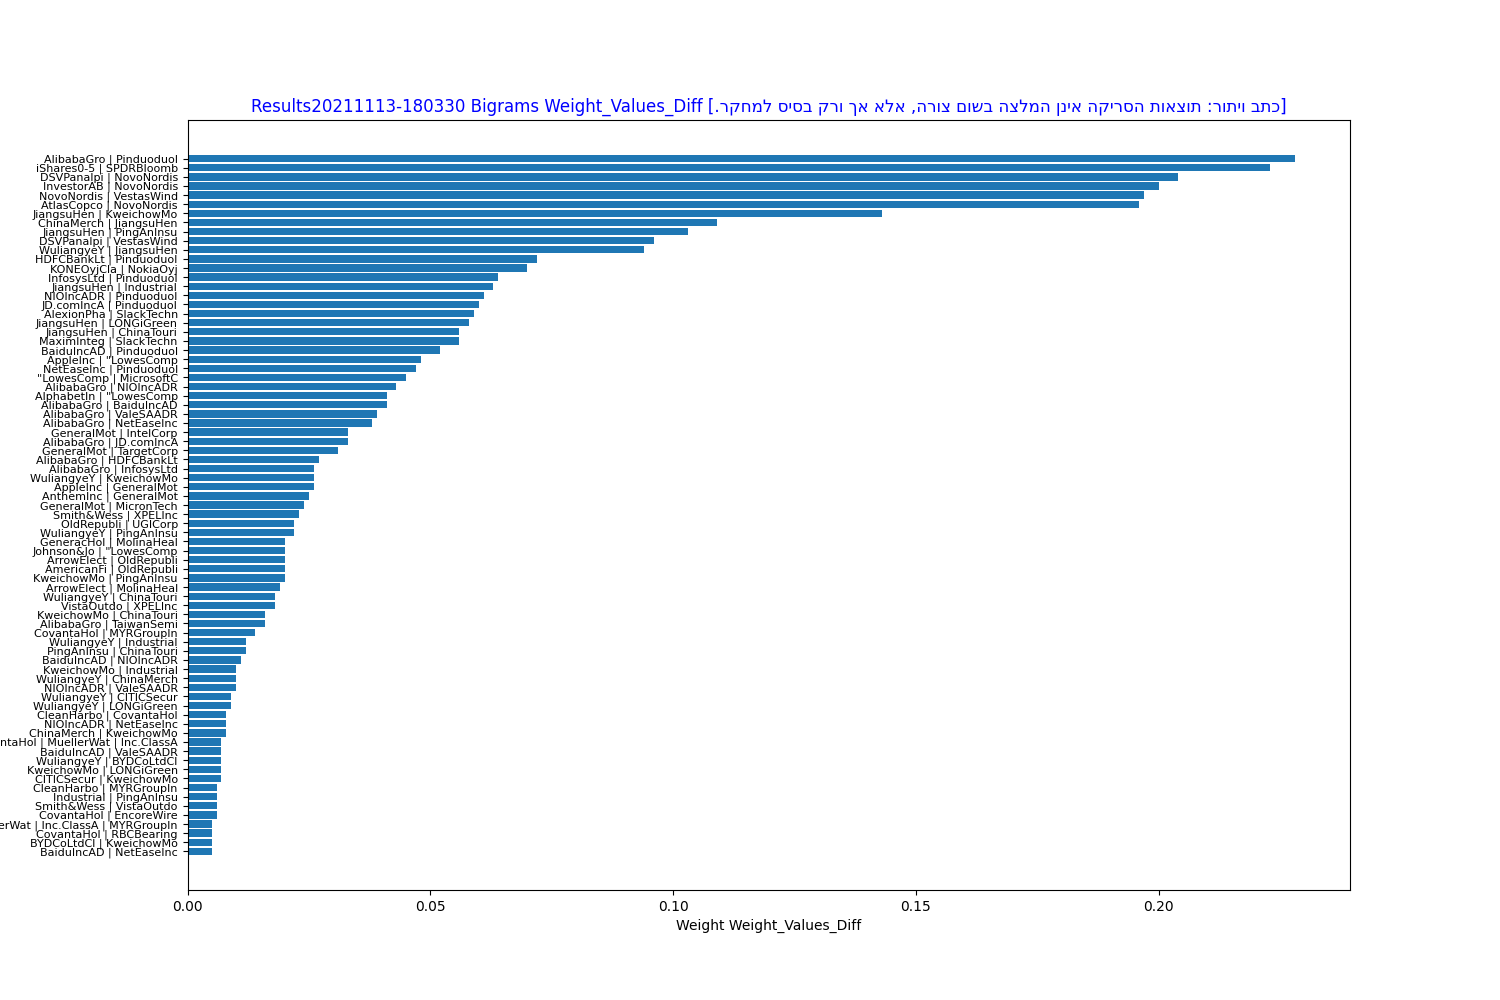 Results20211113-180330 Bigrams Weight_Values_Diff [כתב ויתור: תוצאות הסריקה אינן המלצה בשום צורה, אלא אך ורק בסיס למחקר.]
AlibabaGro | Pinduoduol
iShares0-5 | SPDRBloomb
DSVPanalpi | NovoNordis
InvestorAB | NovoNordis
NovoNordis | VestasWind
AtlasCopco | NovoNordis
JiangsuHen | KweichowMo
ChinaMerch | JiangsuHen
JiangsuHen | PingAnInsu
DSVPanalpi | VestasWind
WuliangyeY | JiangsuHen
HDFCBankLt | Pinduoduol
KONEOyjCla | NokiaOyj
InfosysLtd | Pinduoduol
JiangsuHen | Industrial
NIOIncADR | Pinduoduol
JD.comIncA | Pinduoduol
AlexionPha | SlackTechn
JiangsuHen | LONGiGreen
JiangsuHen | ChinaTouri
MaximInteg | SlackTechn
BaiduIncAD | Pinduoduol
AppleInc | "LowesComp
NetEaseInc | Pinduoduol
"LowesComp | MicrosoftC
AlibabaGro | NIOIncADR
AlphabetIn | "LowesComp
AlibabaGro | BaiduIncAD
AlibabaGro | ValeSAADR
AlibabaGro | NetEaseInc
GeneralMot | IntelCorp
AlibabaGro | JD.comIncA
GeneralMot | TargetCorp
AlibabaGro | HDFCBankLt
AlibabaGro | InfosysLtd
WuliangyeY | KweichowMo
AppleInc | GeneralMot
AnthemInc | GeneralMot
GeneralMot | MicronTech
Smith&Wess | XPELInc
OldRepubli | UGICorp
WuliangyeY | PingAnInsu
GeneracHol | MolinaHeal
Johnson&Jo | "LowesComp
ArrowElect | OldRepubli
AmericanFi | OldRepubli
KweichowMo | PingAnInsu
ArrowElect | MolinaHeal
WuliangyeY | ChinaTouri
VistaOutdo | XPELInc
KweichowMo | ChinaTouri
AlibabaGro | TaiwanSemi
CovantaHol | MYRGroupIn
WuliangyeY | Industrial
PingAnInsu | ChinaTouri
BaiduIncAD | NIOIncADR
KweichowMo | Industrial
WuliangyeY | ChinaMerch
NIOIncADR | ValeSAADR
WuliangyeY | CITICSecur
WuliangyeY | LONGiGreen
CleanHarbo | CovantaHol
NIOIncADR | NetEaseInc
ChinaMerch | KweichowMo
ntaHol | MuellerWat | Inc.ClassA
BaiduIncAD | ValeSAADR
WuliangyeY | BYDCoLtdCl
KweichowMo | LONGiGreen
CITICSecur | KweichowMo
CleanHarbo | MYRGroupIn
Industrial | PingAnInsu
Smith&Wess | VistaOutdo
CovantaHol | EncoreWire
erWat | Inc.ClassA | MYRGroupIn
CovantaHol | RBCBearing
BYDCoLtdCl | KweichowMo
BaiduIncAD | NetEaseInc
0.00 0.05 0.10 0.15 0.20
Weight Weight_Values_Diff